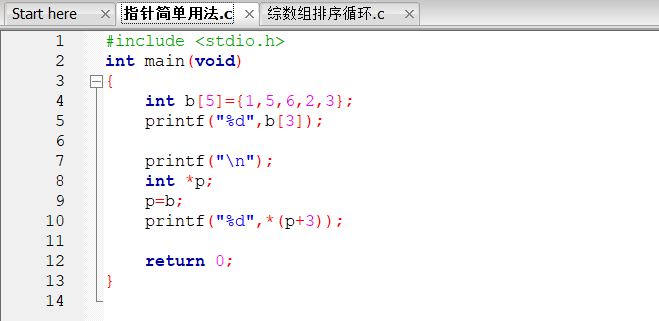 Start here × 指针简单用法.c × 综数组排序循环.c ×
1 #include <stdio.h>
2 int main(void)
3 {
4 int b[5]={1,5,6,2,3};
5 printf("%d",b[3]);
6
7 printf("\n");
8 int *p;
9 p=b;
10 printf("%d",*(p+3));
11
12 return 0;
13 }
14